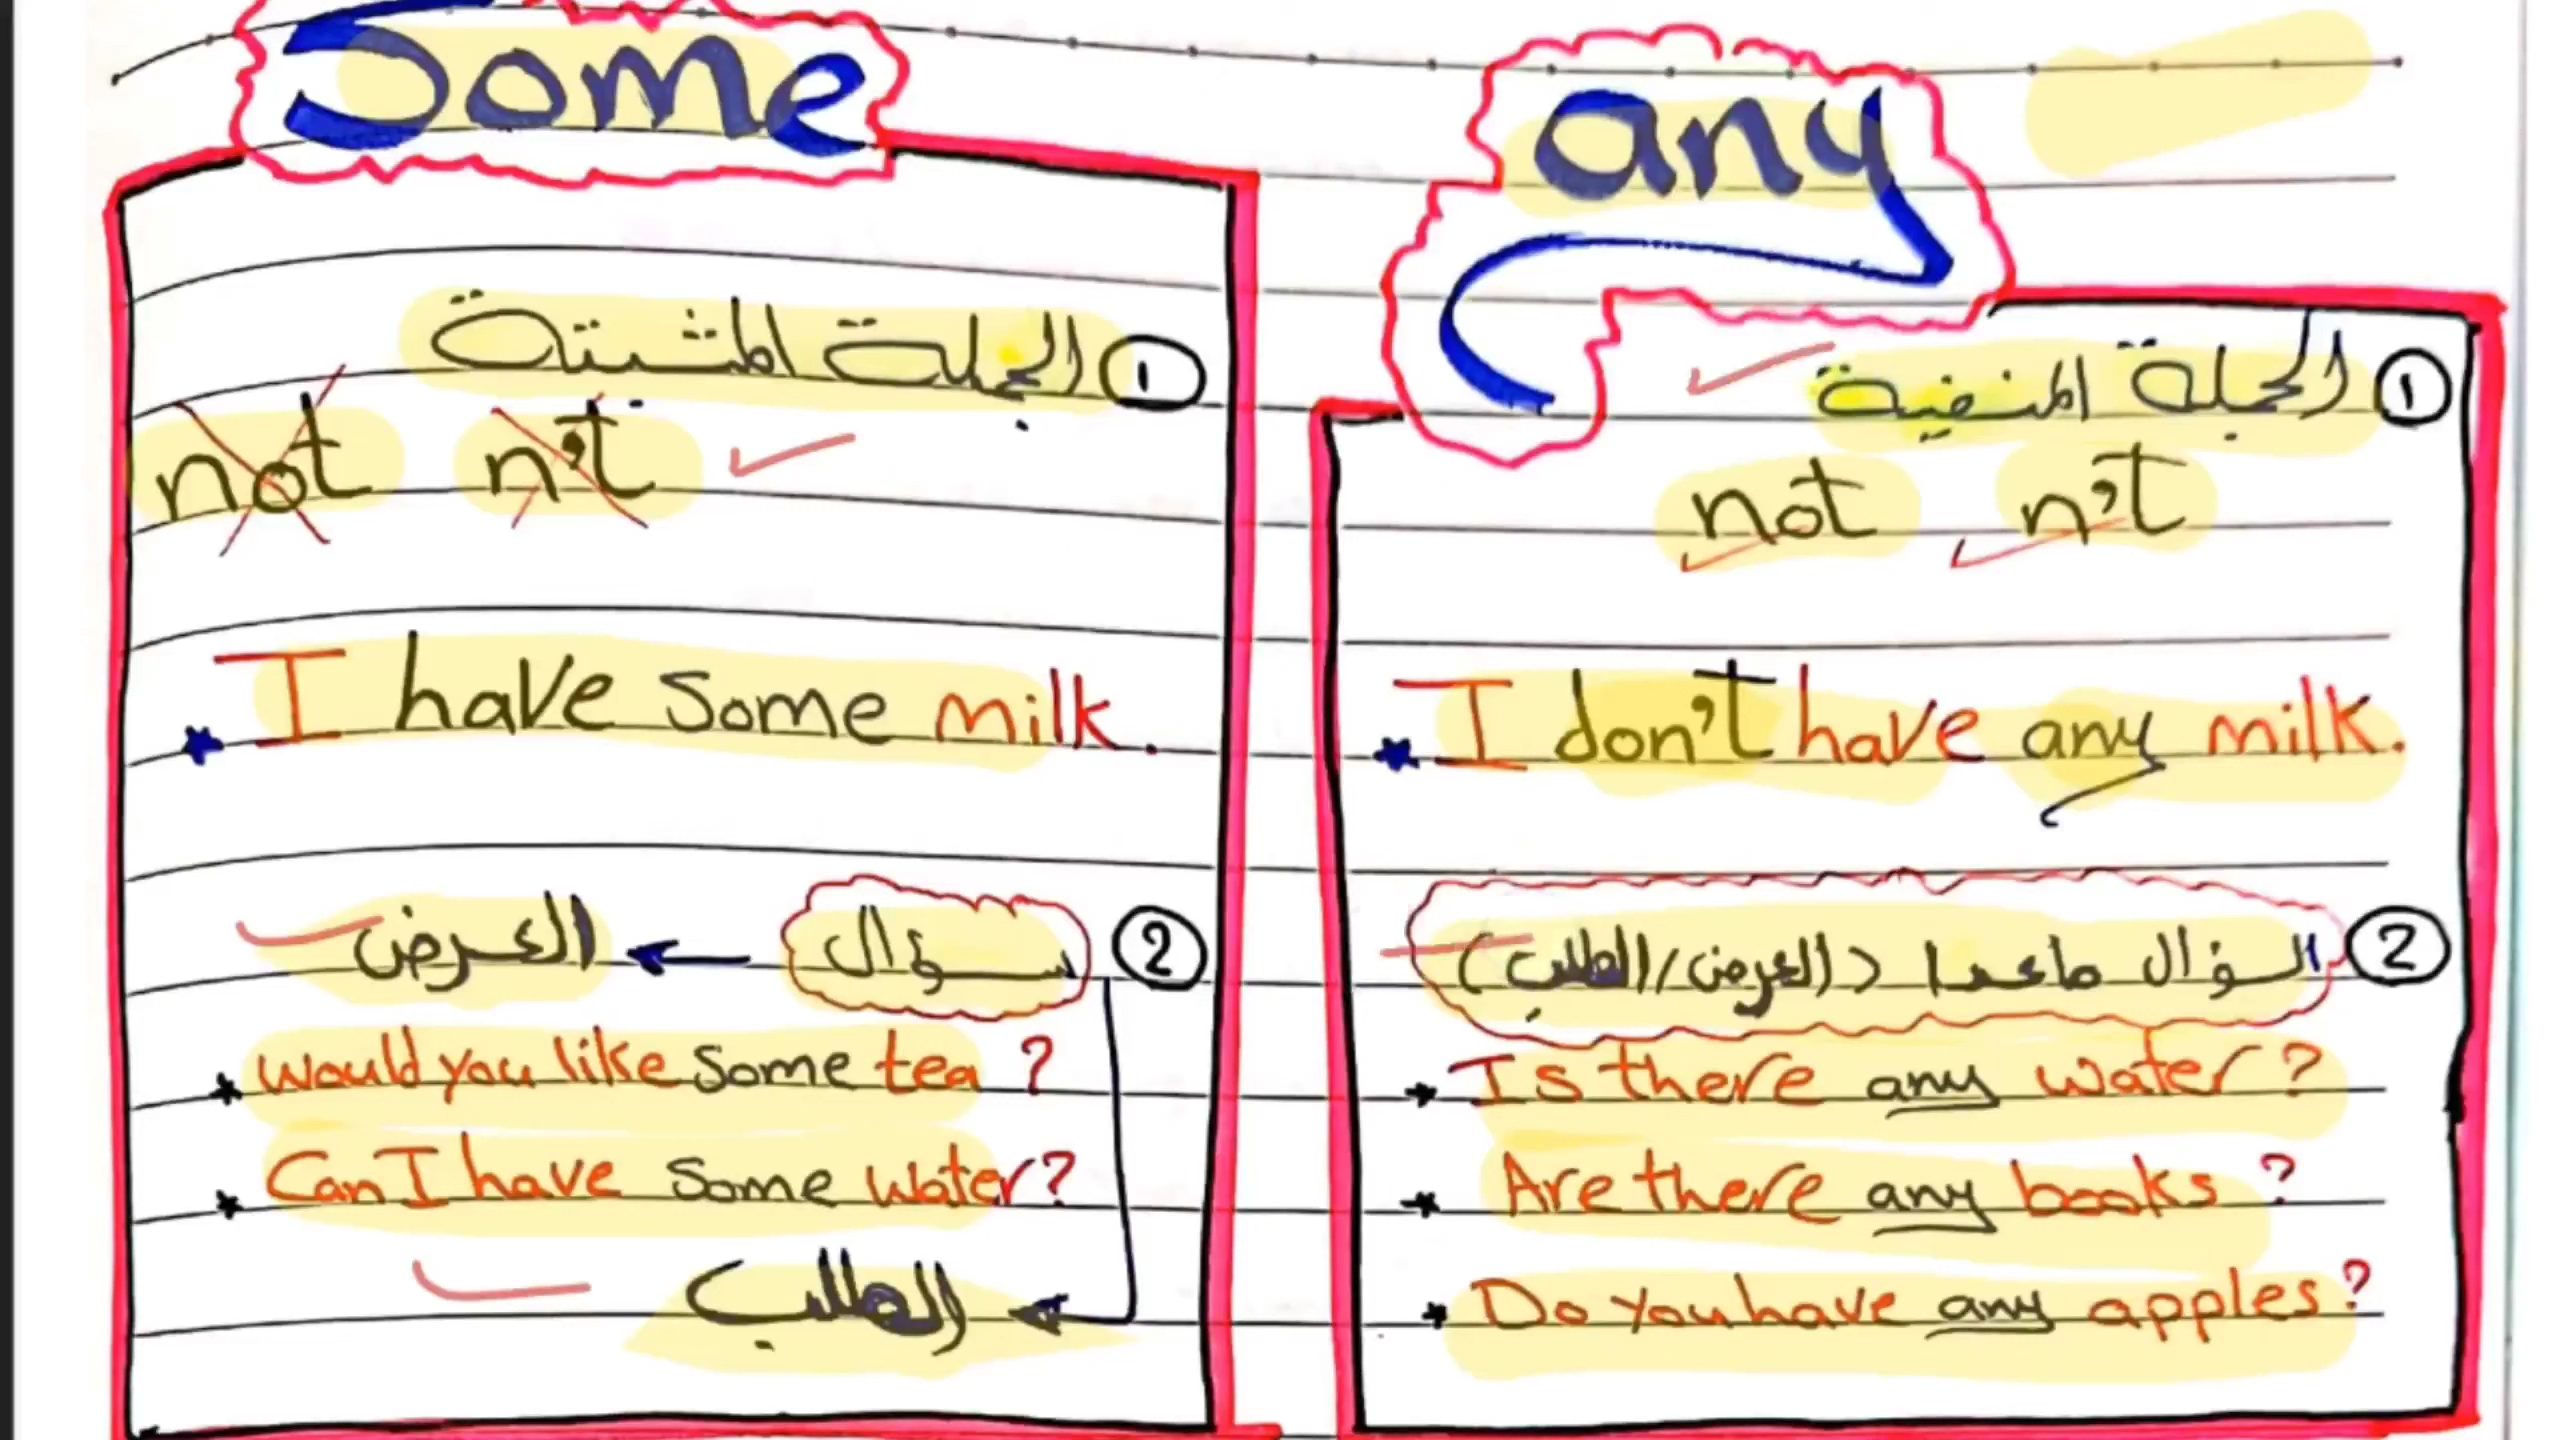 Some
① الجملة المثبتة
not n't
I have some milk.
② سؤال ← العرض
Would you like some tea?
Can I have some water?
الطلب
any
① الجملة المنفية
not n't
I don't have any milk.
② السؤال ماعدا (العرض/الطلب)
Is there any water?
Are there any books?
Do you have any apples?